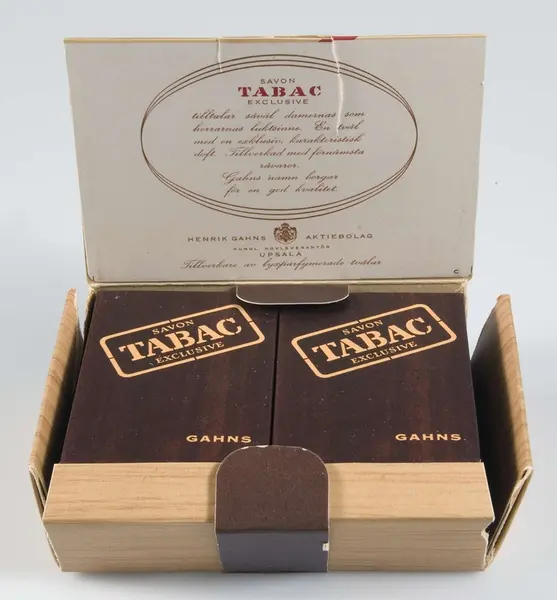 SAVON
TABAC
EXCLUSIVE
tilltalar såväl damernas som
herrarnas luktsinne. En tvål
med en exklusiv, karakteristisk
doft. Tillverkad med förnämsta
råvaror.
Gahns namn borgar
för en god kvalitet.
HENRIK GAHNS AKTIEBOLAG
KUNGL. HOVLEVERANTÖR
UPSALA
Tillverkare av lyxparfymerade tvålar
C
SAVON
TABAC
EXCLUSIVE
GAHNS
SAVON
TABAC
EXCLUSIVE
GAHNS